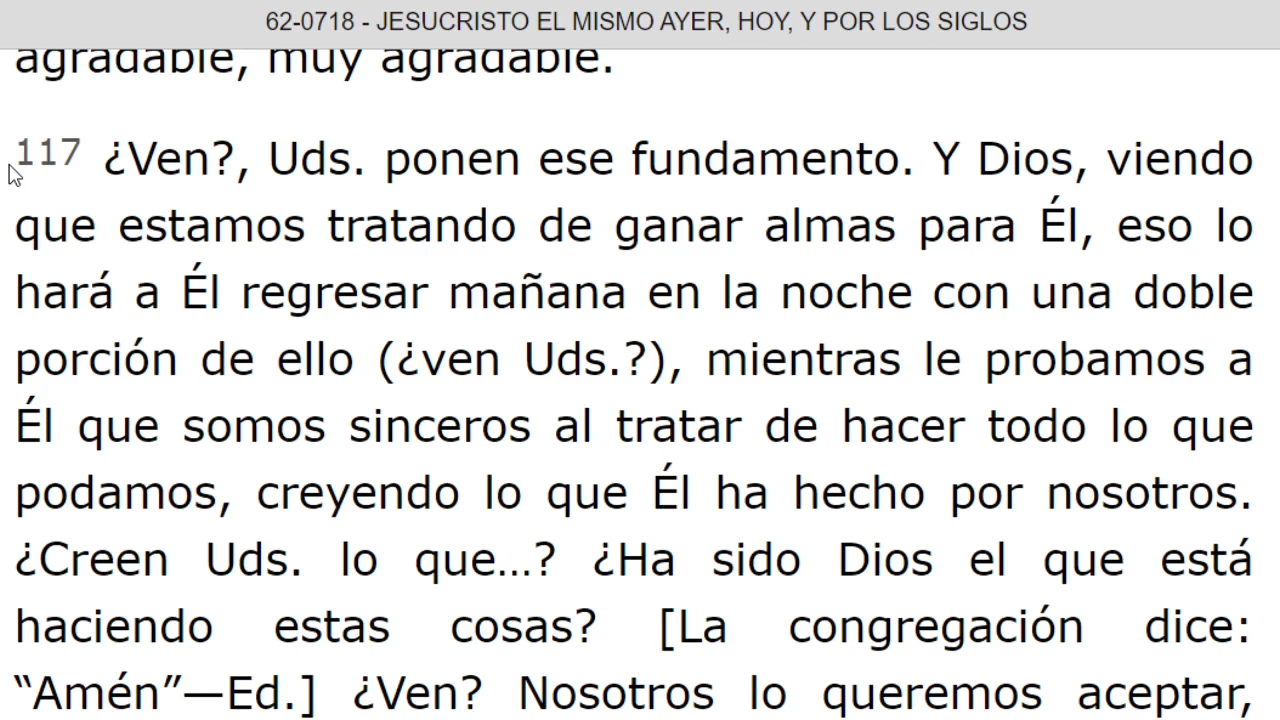 62-0718 - JESUCRISTO EL MISMO AYER, HOY, Y POR LOS SIGLOS
agradable, muy agradable.
117 ¿Ven?, Uds. ponen ese fundamento. Y Dios, viendo
que estamos tratando de ganar almas para Él, eso lo
hará a Él regresar mañana en la noche con una doble
porción de ello (¿ven Uds.?), mientras le probamos a
Él que somos sinceros al tratar de hacer todo lo que
podamos, creyendo lo que Él ha hecho por nosotros.
¿Creen Uds. lo que…? ¿Ha sido Dios el que está
haciendo estas cosas? [La congregación dice:
“Amén”—Ed.] ¿Ven? Nosotros lo queremos aceptar,